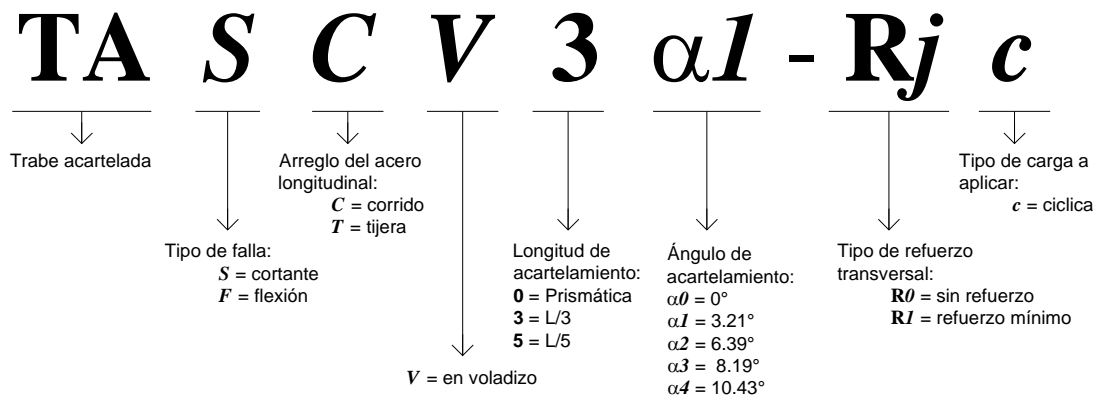 TA S C V 3 α1 - Rj c
Trabe acartelada
Tipo de falla:
S = cortante
F = flexión
Arreglo del acero
longitudinal:
C = corrido
T = tijera
V = en voladizo
Longitud de
acartelamiento:
0 = Prismática
3 = L/3
5 = L/5
Ángulo de
acartelamiento:
α0 = 0°
α1 = 3.21°
α2 = 6.39°
α3 = 8.19°
α4 = 10.43°
Tipo de refuerzo
transversal:
R0 = sin refuerzo
R1 = refuerzo mínimo
Tipo de carga a
aplicar:
c = ciclica